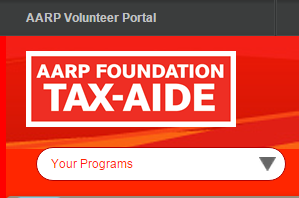 AARP Volunteer Portal
AARP FOUNDATION
TAX-AIDE
Your Programs